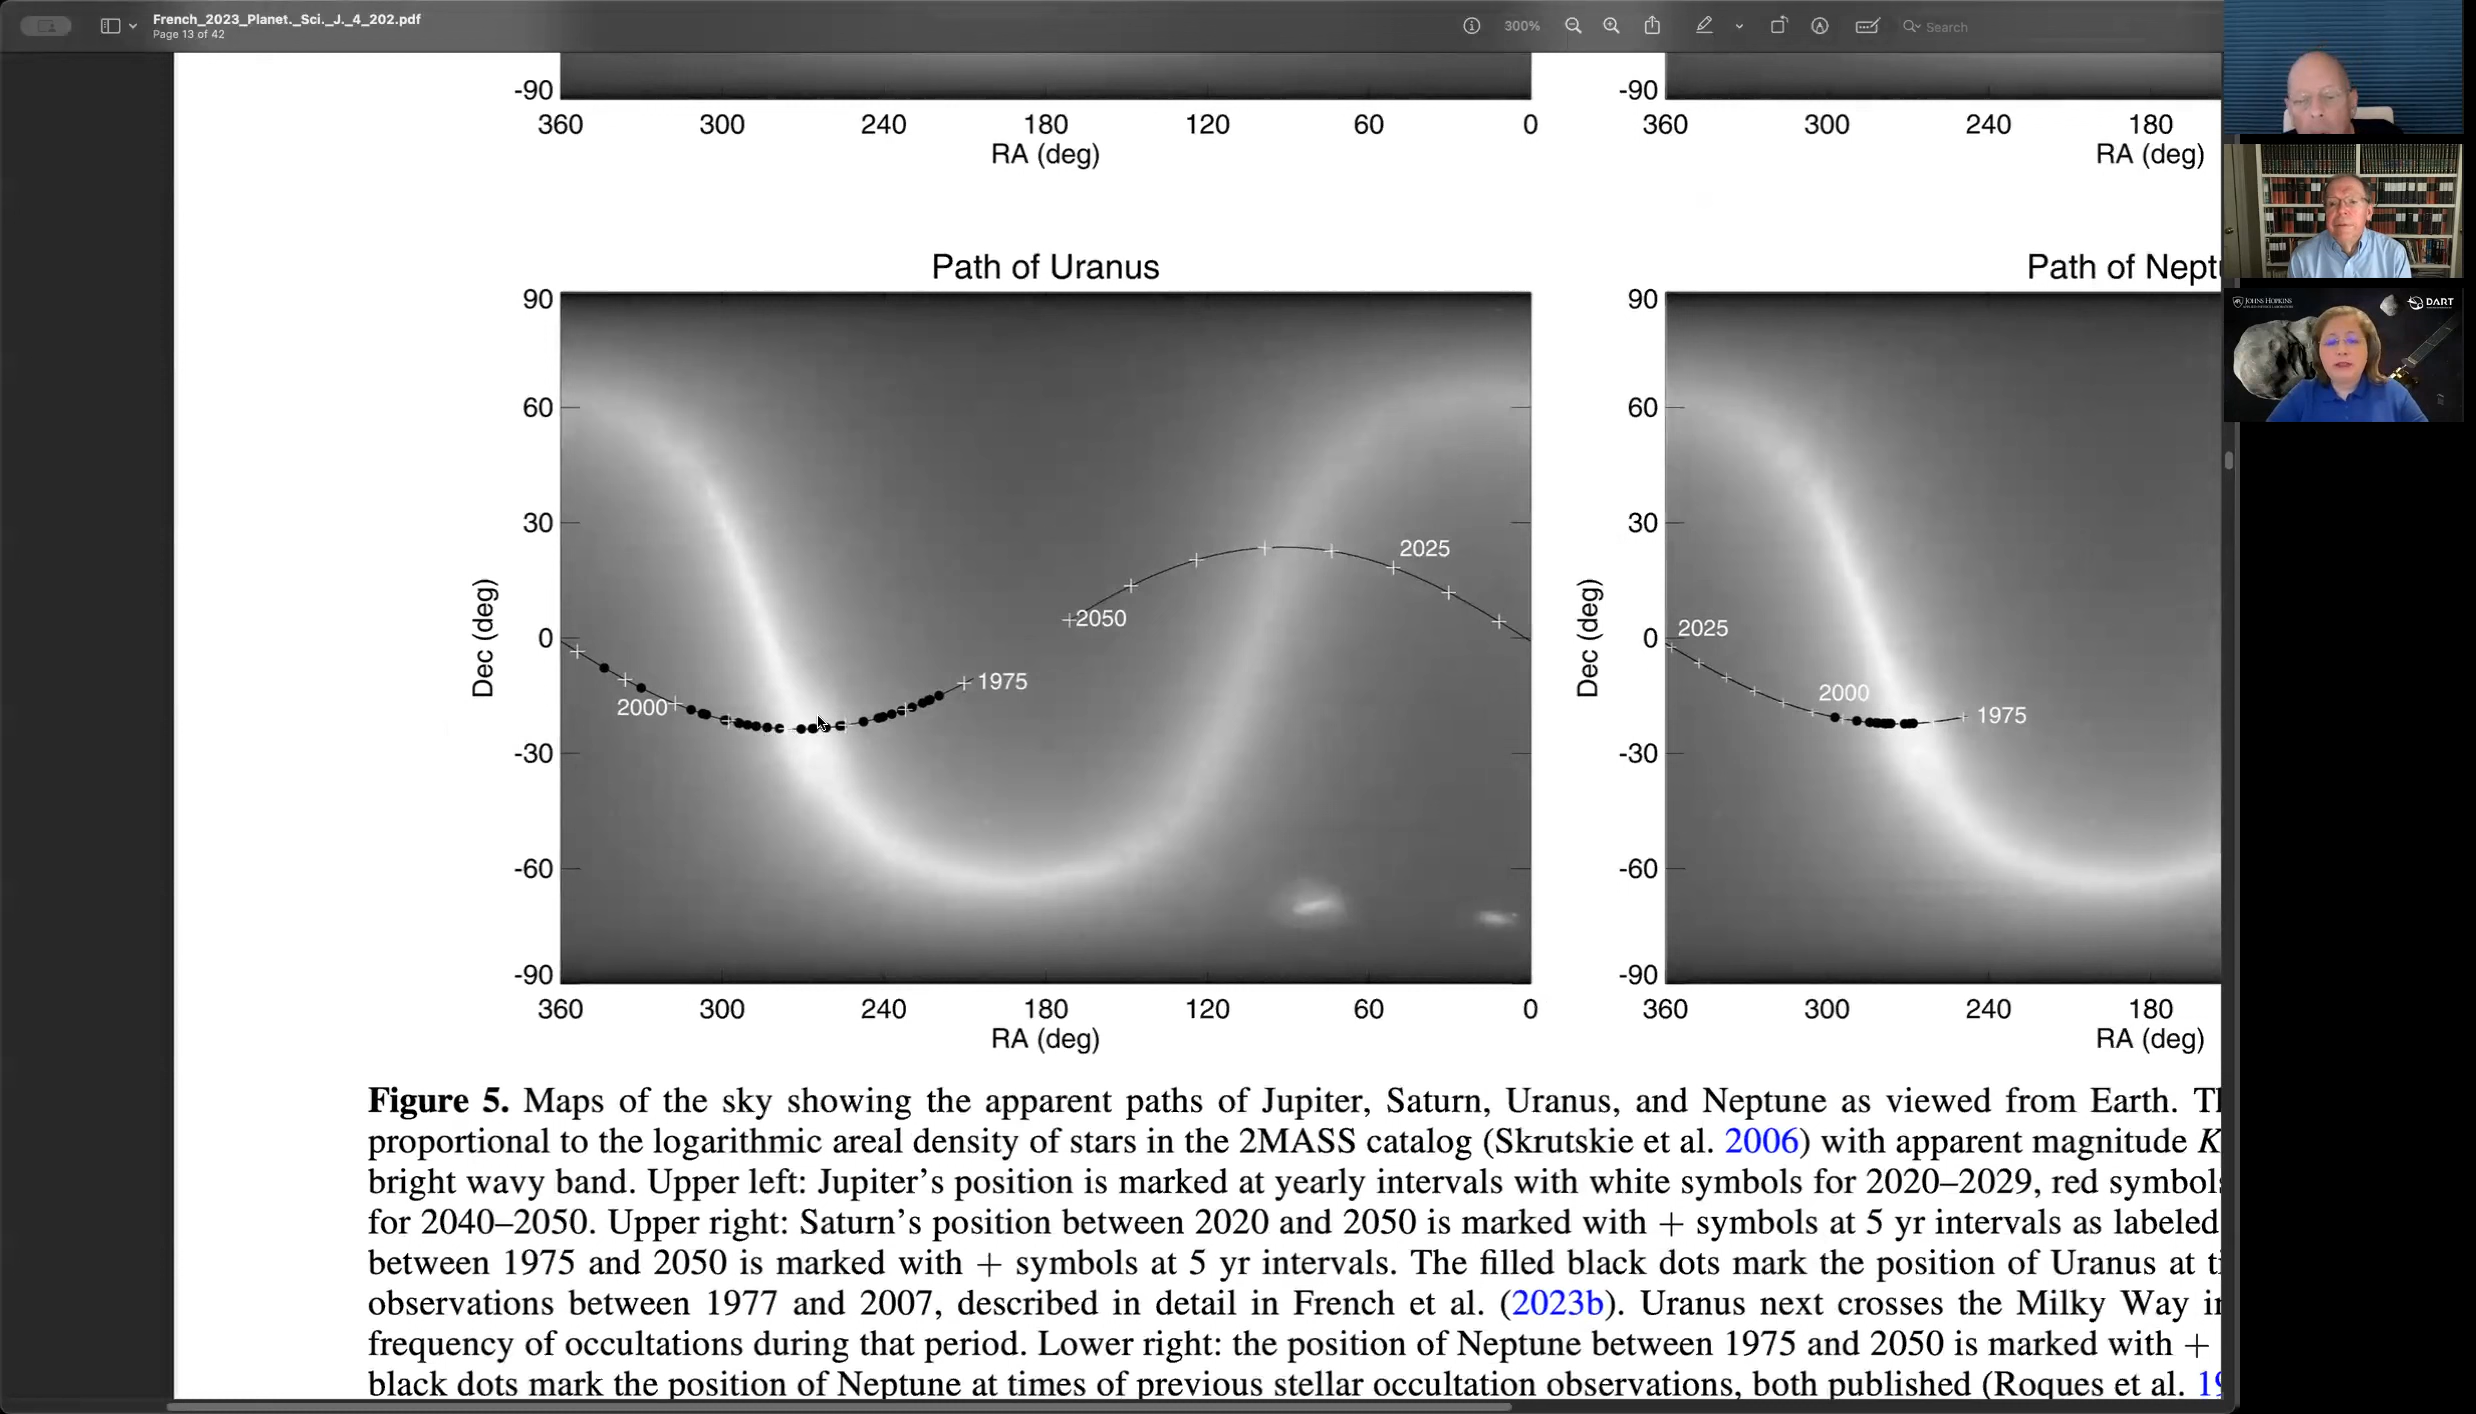 French_2023_Planet._Sci._J._4_202.pdf
Page 13 of 42
300%
Search
-90
360 300 240 180 120 60 0
RA (deg)
-90
360 300 240 180
RA (deg)
Path of Uranus
90
60
30
0
-30
-60
-90
Dec (deg)
2025
2050
1975
2000
360 300 240 180 120 60 0
RA (deg)
Path of Nept
90
60
30
0
-30
-60
-90
Dec (deg)
2025
2000
1975
360 300 240 180
RA (deg)
JOHNS HOPKINS
DART
Figure 5. Maps of the sky showing the apparent paths of Jupiter, Saturn, Uranus, and Neptune as viewed from Earth.
proportional to the logarithmic areal density of stars in the 2MASS catalog (Skrutskie et al. 2006) with apparent magnitude K
bright wavy band. Upper left: Jupiter's position is marked at yearly intervals with white symbols for 2020–2029, red symbols
for 2040–2050. Upper right: Saturn's position between 2020 and 2050 is marked with + symbols at 5 yr intervals as labeled
between 1975 and 2050 is marked with + symbols at 5 yr intervals. The filled black dots mark the position of Uranus at
observations between 1977 and 2007, described in detail in French et al. (2023b). Uranus next crosses the Milky Way
frequency of occultations during that period. Lower right: the position of Neptune between 1975 and 2050 is marked with +
black dots mark the position of Neptune at times of previous stellar occultation observations, both published (Roques et al.